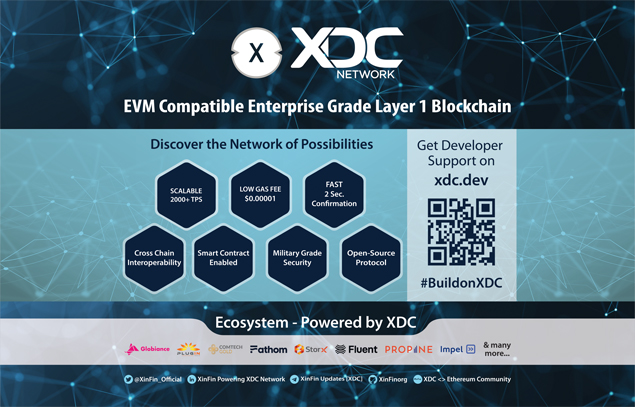 X XDC
NETWORK
EVM Compatible Enterprise Grade Layer 1 Blockchain
Discover the Network of Possibilities
SCALABLE
2000+ TPS
LOW GAS FEE
$0.00001
FAST
2 Sec.
Confirmation
Cross Chain
Interoperability
Smart Contract
Enabled
Military Grade
Security
Open-Source
Protocol
Get Developer
Support on
xdc.dev
#BuildonXDC
Ecosystem - Powered by XDC
Globiance
PLUGIN
COMTECH
GOLD
Fathom
StorX
Fluent
PROPINE
Impel
& many
more...
@XinFin_Official
XinFin Powering XDC Network
XinFin Updates [XDC]
XinFinorg
XDC <> Ethereum Community